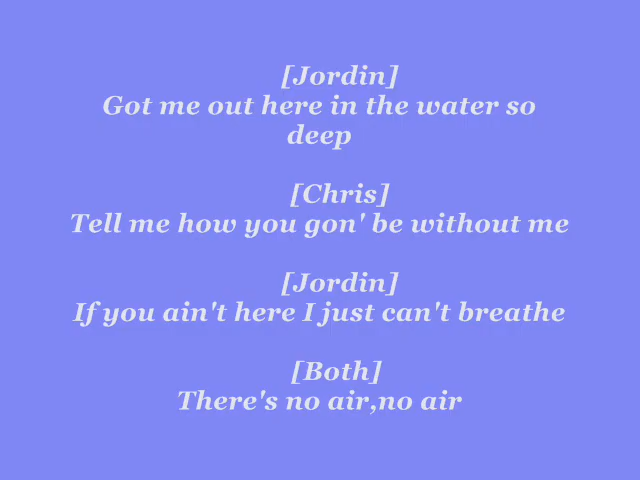 [Jordin]
Got me out here in the water so
deep
[Chris]
Tell me how you gon' be without me
[Jordin]
If you ain't here I just can't breathe
[Both]
There's no air,no air